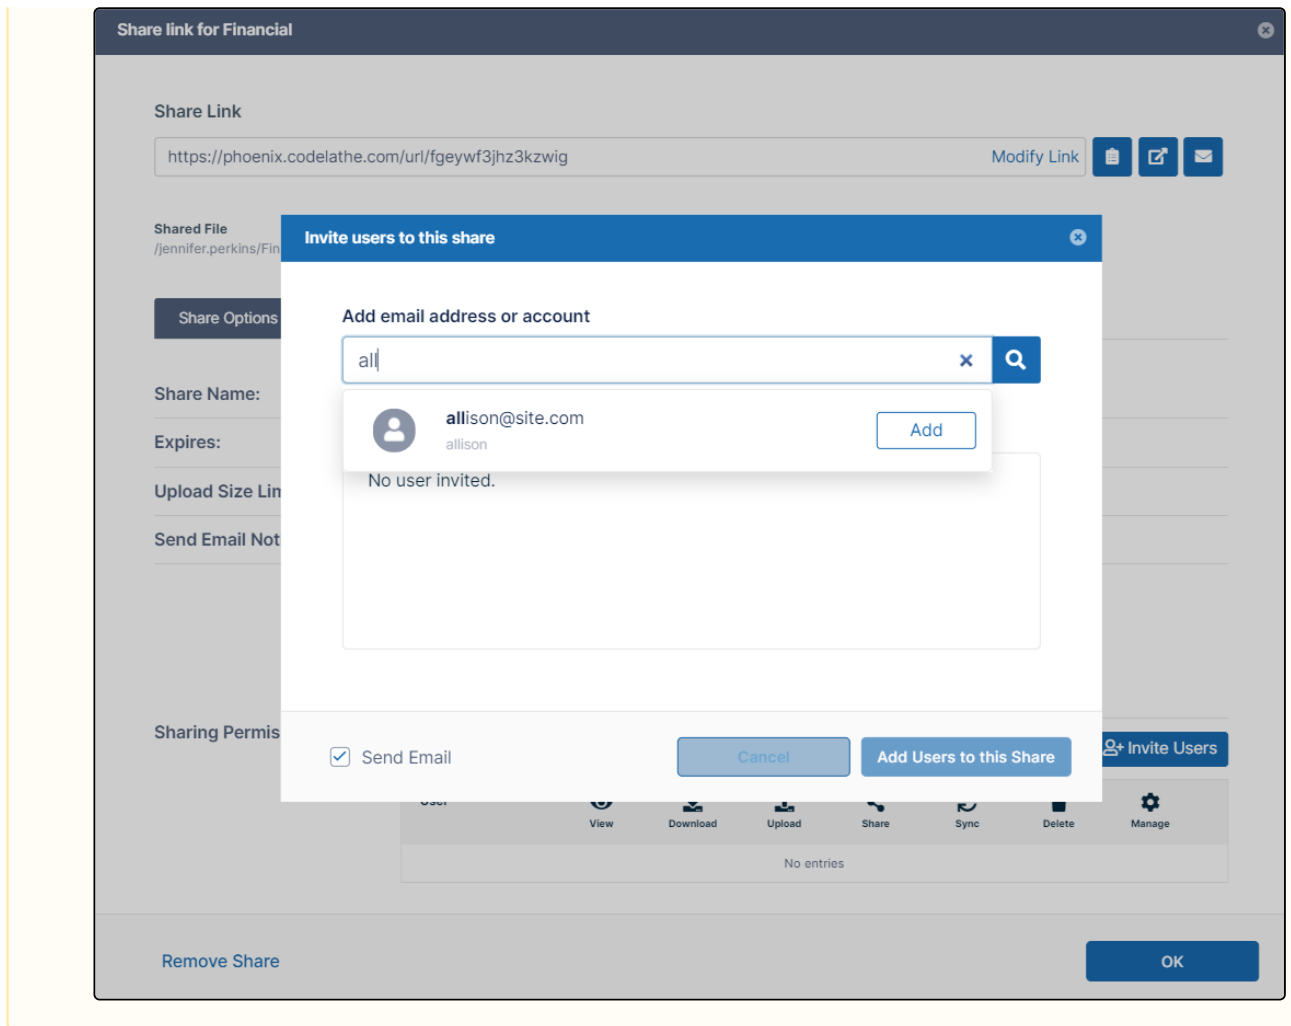 Share link for Financial
Share Link
https://phoenix.codelathe.com/url/fgeywf3jhz3kzwig Modify Link
Shared File
/jennifer.perkins/Fin
Invite users to this share
Share Options
Add email address or account
all
allison@site.com
allison
Add
Share Name:
Expires:
Upload Size Lim
Send Email Not
No user invited.
Sharing Permis
Send Email
Cancel
Add Users to this Share
Invite Users
User
View Download Upload Share Sync Delete Manage
No entries
Remove Share
OK